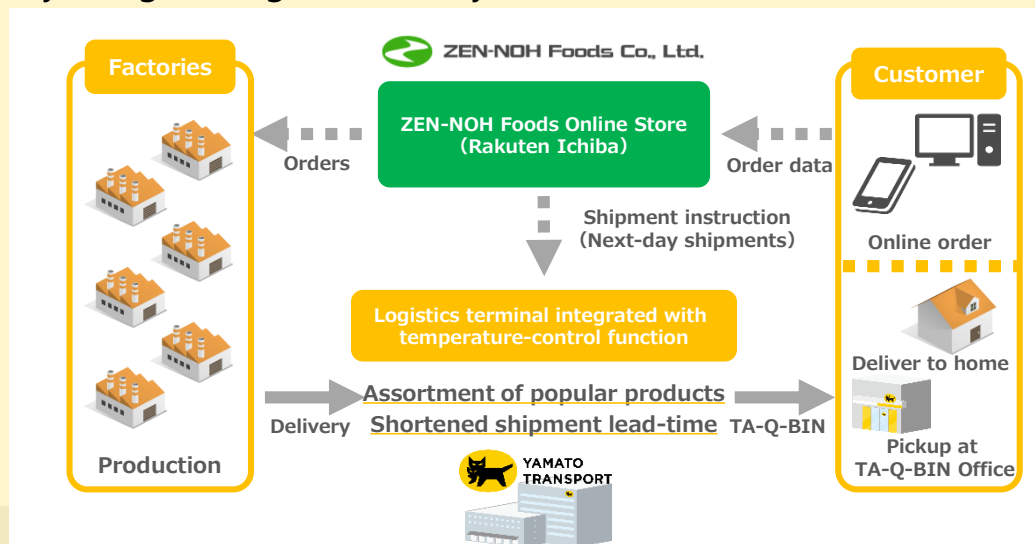 ZEN-NOH Foods Co., Ltd.
Factories
Customer
ZEN-NOH Foods Online Store
（Rakuten Ichiba）
Orders
Order data
Shipment instruction
（Next-day shipments）
Online order
Logistics terminal integrated with
temperature-control function
Deliver to home
Assortment of popular products
Delivery
Shortened shipment lead-time
TA-Q-BIN
Production
Pickup at
TA-Q-BIN Office
YAMATO
TRANSPORT